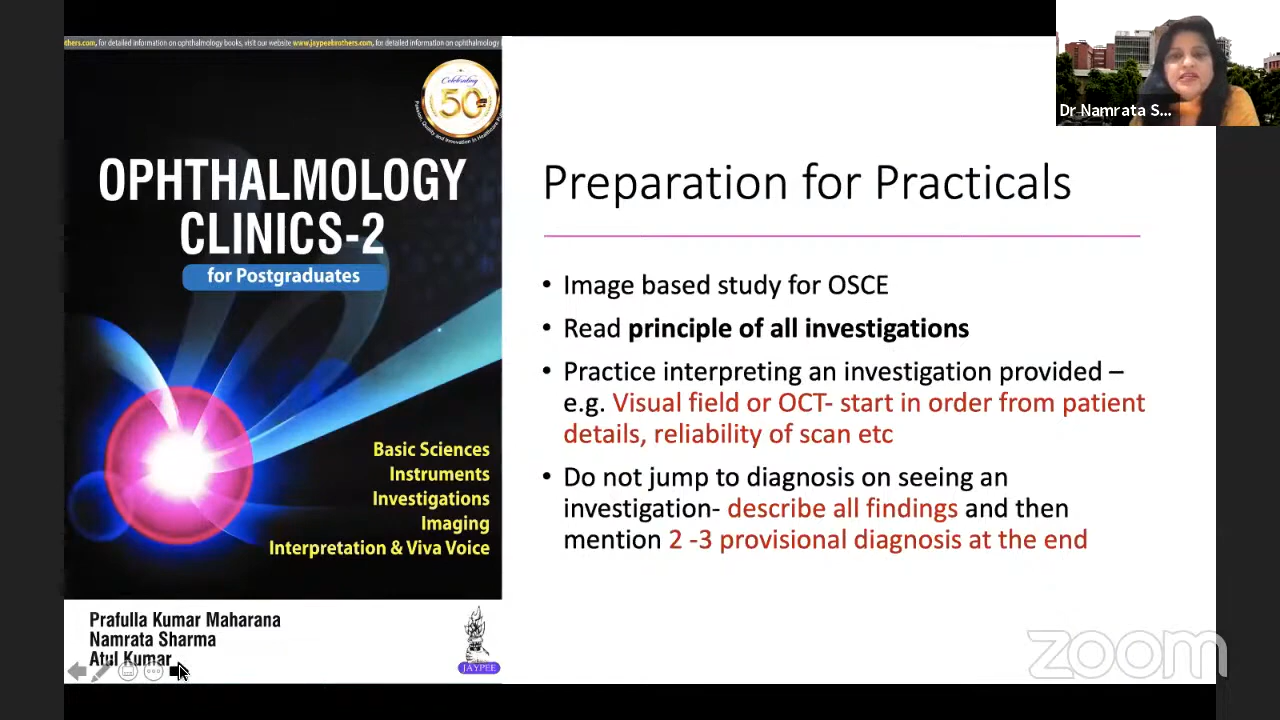 thers.com, for detailed information on ophthalmology books, visit our website www.jaypeebrothers.com, for detailed information on ophthalmology
Celebrating
50
OPHTHALMOLOGY
CLINICS-2
for Postgraduates
Basic Sciences
Instruments
Investigations
Imaging
Interpretation & Viva Voice
Prafulla Kumar Maharana
Namrata Sharma
Atul Kumar
JAYPEE
Dr Namrata S...
Preparation for Practicals
• Image based study for OSCE
• Read principle of all investigations
• Practice interpreting an investigation provided –
e.g. Visual field or OCT- start in order from patient
details, reliability of scan etc
• Do not jump to diagnosis on seeing an
investigation- describe all findings and then
mention 2 -3 provisional diagnosis at the end
zoom